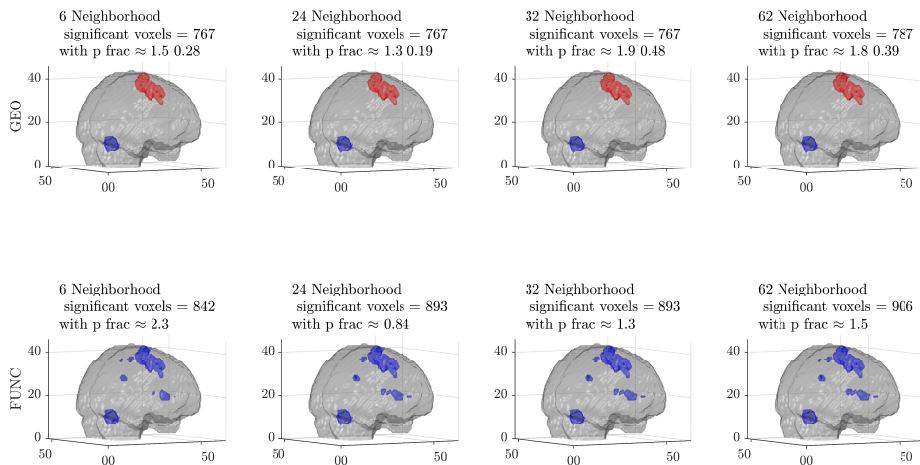 6 Neighborhood
significant voxels = 767
with p frac ≈ 1.5 0.28
24 Neighborhood
significant voxels = 767
with p frac ≈ 1.3 0.19
32 Neighborhood
significant voxels = 767
with p frac ≈ 1.9 0.48
62 Neighborhood
significant voxels = 787
with p frac ≈ 1.8 0.39
GEO
40
20
0
50
00
50
40
20
0
50
00
50
40
20
0
50
00
50
40
20
0
50
00
50
6 Neighborhood
significant voxels = 842
with p frac ≈ 2.3
24 Neighborhood
significant voxels = 893
with p frac ≈ 0.84
32 Neighborhood
significant voxels = 893
with p frac ≈ 1.3
62 Neighborhood
significant voxels = 906
with p frac ≈ 1.5
FUNC
40
20
0
50
00
50
40
20
0
50
00
50
40
20
0
50
00
50
40
20
0
50
00
50